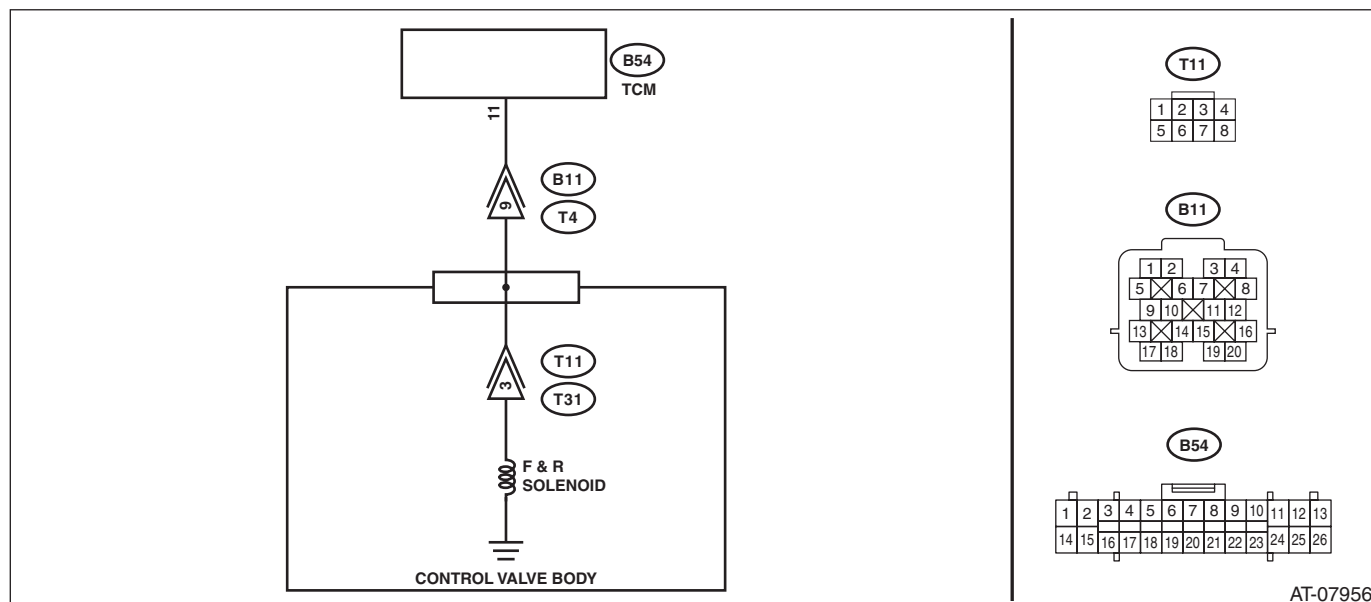 B54
TCM
11
B11
9
T4
T11
3
T31
F & R
SOLENOID
CONTROL VALVE BODY
T11
1 2 3 4
5 6 7 8
B11
1 2 3 4
5 6 7 8
9 10 11 12
13 14 15 16
17 18 19 20
B54
1 2 3 4 5 6 7 8 9 10 11 12 13
14 15 16 17 18 19 20 21 22 23 24 25 26
AT-07956